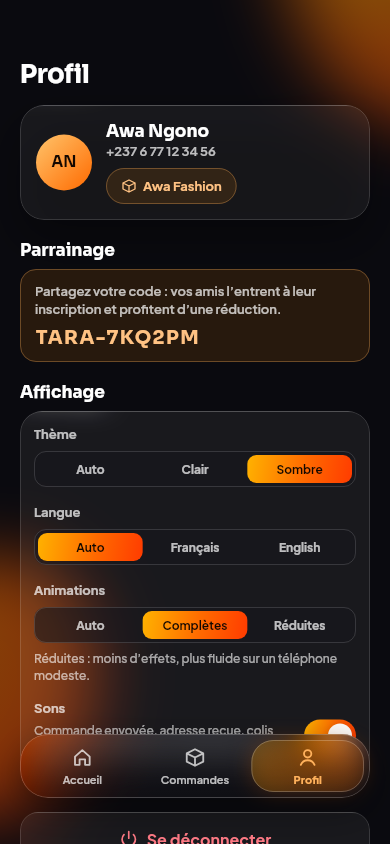 Profil
AN
Awa Ngono
+237 6 77 12 34 56
Awa Fashion
Parrainage
Partagez votre code : vos amis l'entrent à leur
inscription et profitent d'une réduction.
TARA-7KQ2PM
Affichage
Thème
Auto Clair Sombre
Langue
Auto Français English
Animations
Auto Complètes Réduites
Réduites : moins d'effets, plus fluide sur un téléphone
modeste.
Sons
Commande envoyée, adresse reçue, colis
Accueil Commandes Profil
Se déconnecter